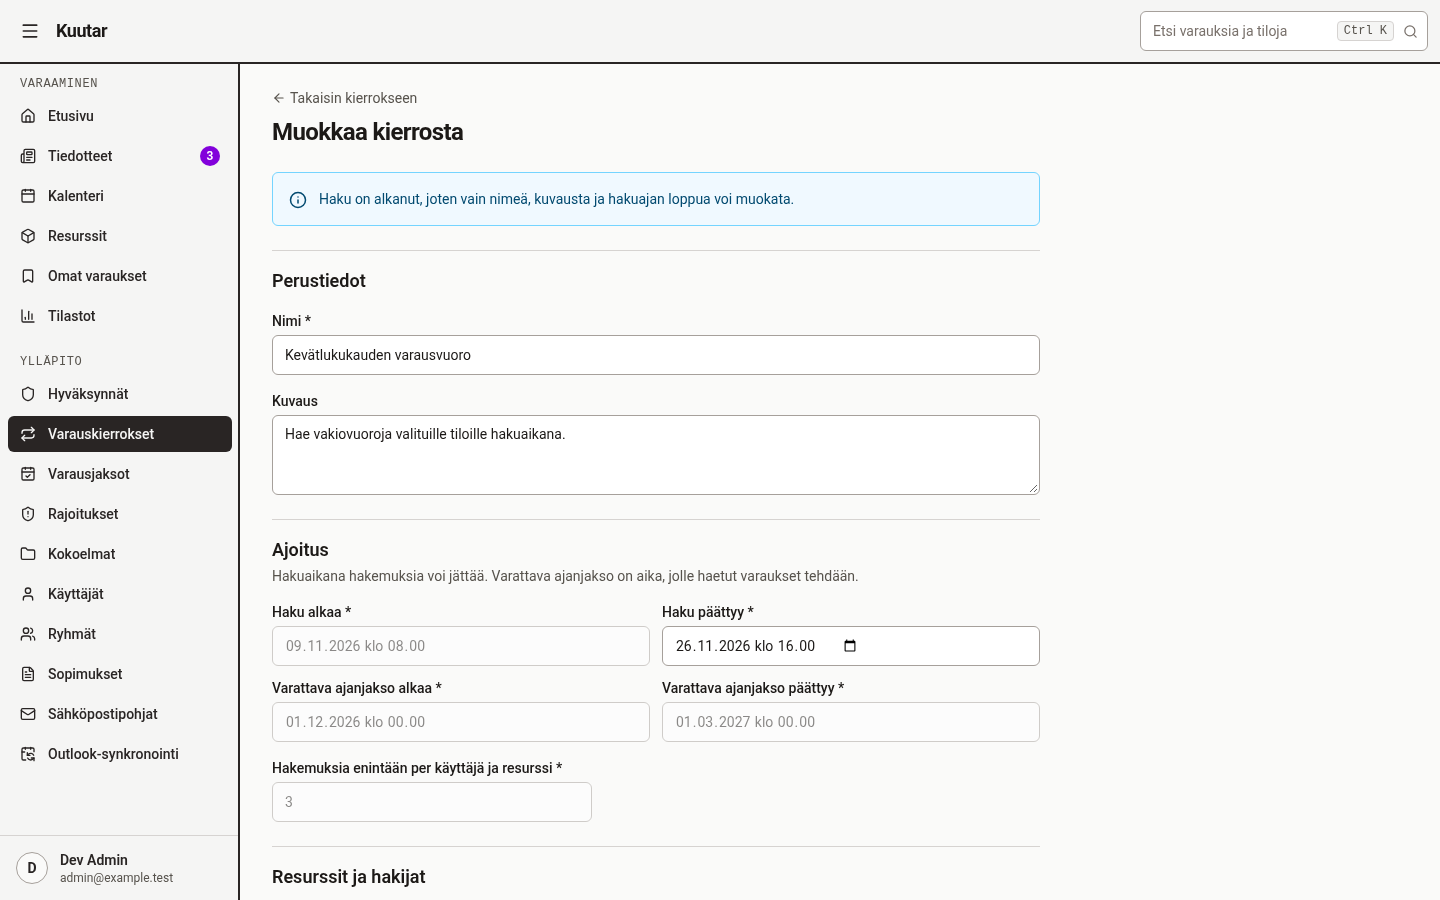 Kuutar
Etsi varauksia ja tiloja
Ctrl K
VARAAMINEN
Etusivu
Tiedotteet
3
Kalenteri
Resurssit
Omat varaukset
Tilastot
YLLÄPITO
Hyväksynnät
Varauskierrokset
Varausjaksot
Rajoitukset
Kokoelmat
Käyttäjät
Ryhmät
Sopimukset
Sähköpostipohjat
Outlook-synkronointi
D
Dev Admin
admin@example.test
Takaisin kierrokseen
Muokkaa kierrosta
Haku on alkanut, joten vain nimeä, kuvausta ja hakuajan loppua voi muokata.
Perustiedot
Nimi *
Kevätlukukauden varausvuoro
Kuvaus
Hae vakiovuoroja valituille tiloille hakuaikana.
Ajoitus
Hakuaikana hakemuksia voi jättää. Varattava ajanjakso on aika, jolle haetut varaukset tehdään.
Haku alkaa *
09.11.2026 klo 08.00
Haku päättyy *
26.11.2026 klo 16.00
Varattava ajanjakso alkaa *
01.12.2026 klo 00.00
Varattava ajanjakso päättyy *
01.03.2027 klo 00.00
Hakemuksia enintään per käyttäjä ja resurssi *
3
Resurssit ja hakijat